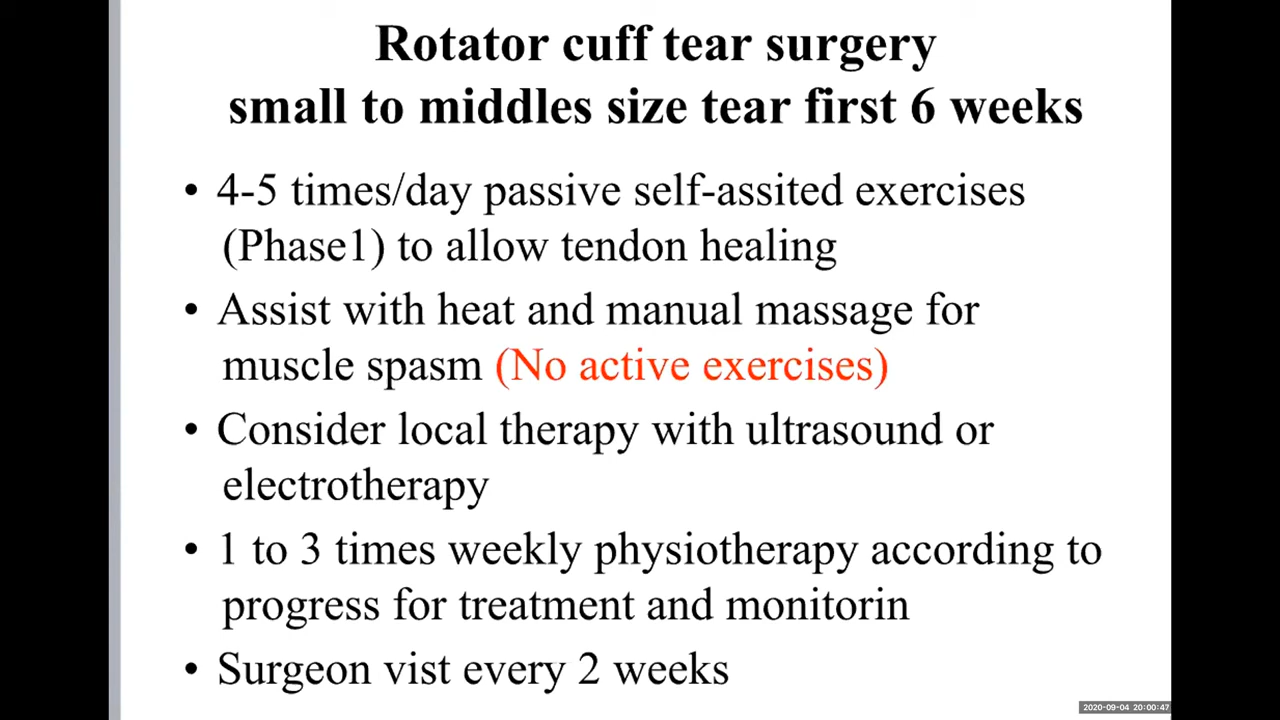 Rotator cuff tear surgery
small to middles size tear first 6 weeks
• 4-5 times/day passive self-assited exercises
(Phase1) to allow tendon healing
• Assist with heat and manual massage for
muscle spasm (No active exercises)
• Consider local therapy with ultrasound or
electrotherapy
• 1 to 3 times weekly physiotherapy according to
progress for treatment and monitorin
• Surgeon vist every 2 weeks
2020-09-04 20:00:47